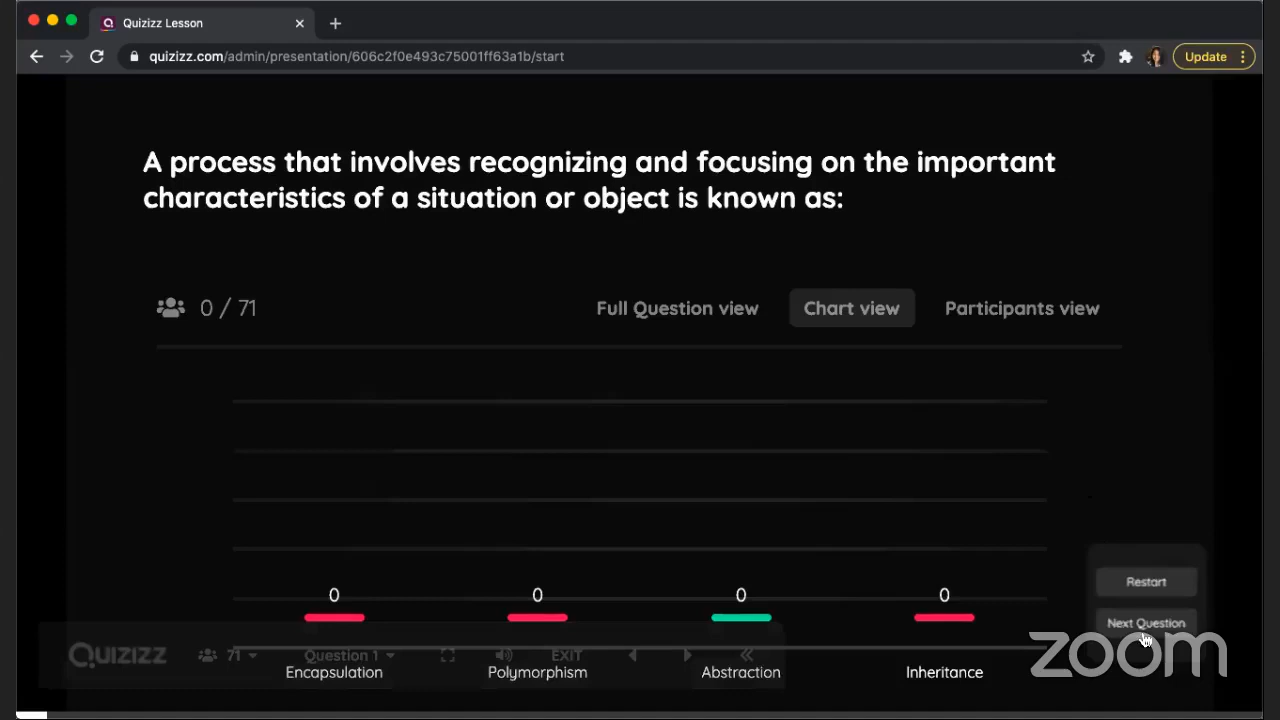 Quizizz Lesson
quizizz.com/admin/presentation/606c2f0e493c75001ff63a1b/start
Update
A process that involves recognizing and focusing on the important
characteristics of a situation or object is known as:
0 / 71
Full Question view
Chart view
Participants view
0
0
0
0
Restart
Next Question
Quizizz
71
Question 1
EXIT
zoom
Encapsulation
Polymorphism
Abstraction
Inheritance